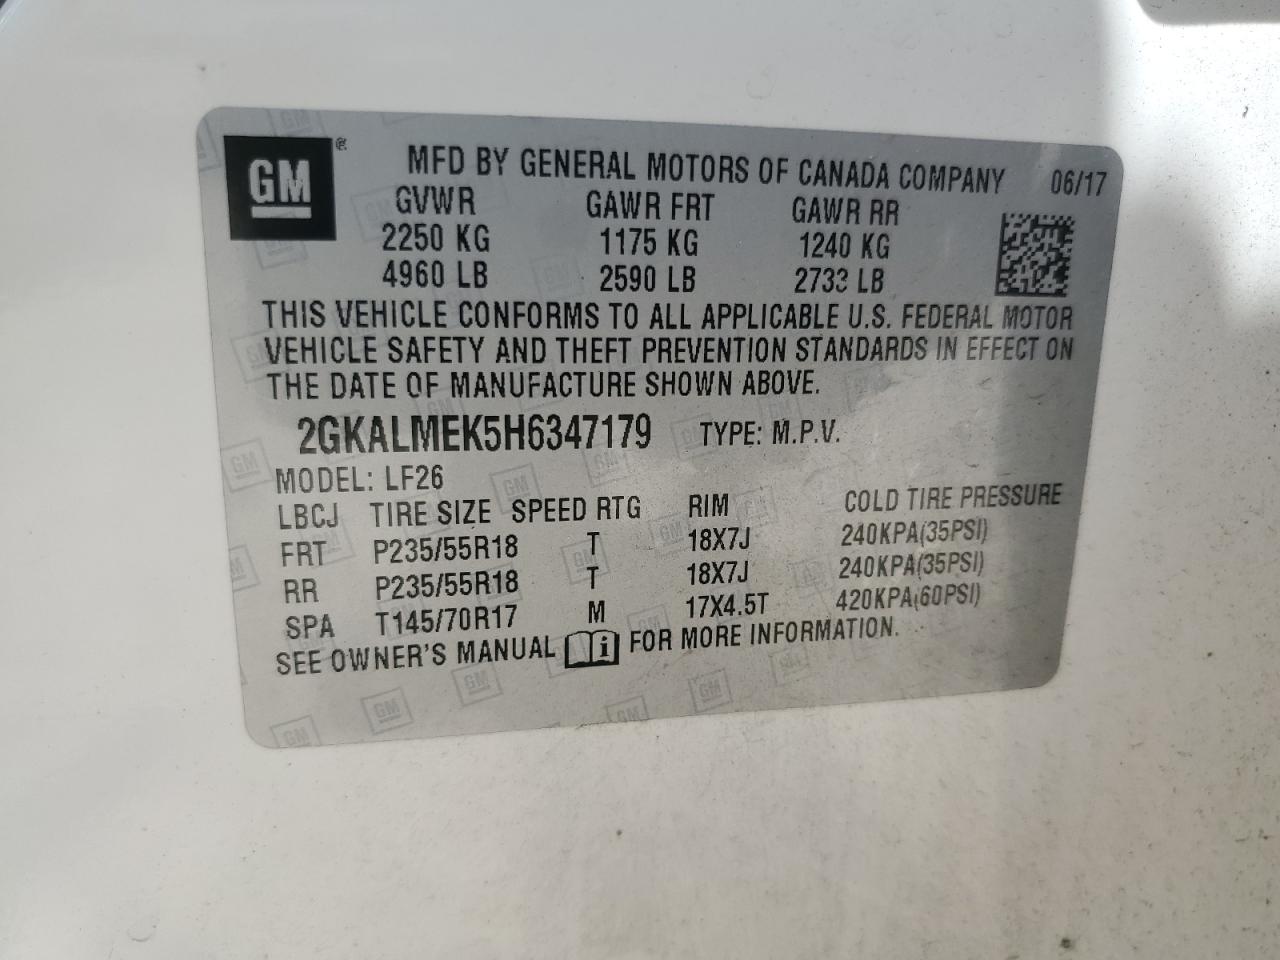 GM ® MFD BY GENERAL MOTORS OF CANADA COMPANY 06/17
GVWR GAWR FRT GAWR RR
2250 KG 1175 KG 1240 KG
4960 LB 2590 LB 2733 LB
THIS VEHICLE CONFORMS TO ALL APPLICABLE U.S. FEDERAL MOTOR
VEHICLE SAFETY AND THEFT PREVENTION STANDARDS IN EFFECT ON
THE DATE OF MANUFACTURE SHOWN ABOVE.
2GKALMEK5H6347179 TYPE: M.P.V.
MODEL: LF26
LBCJ TIRE SIZE SPEED RTG RIM COLD TIRE PRESSURE
FRT P235/55R18 T 18X7J 240KPA(35PSI)
RR P235/55R18 T 18X7J 240KPA(35PSI)
SPA T145/70R17 M 17X4.5T 420KPA(60PSI)
SEE OWNER'S MANUAL i FOR MORE INFORMATION.